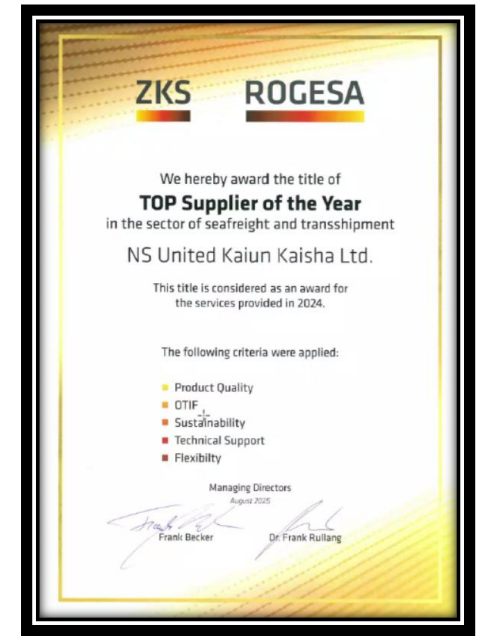 ZKS ROGESA
We hereby award the title of
TOP Supplier of the Year
in the sector of seafreight and transshipment
NS United Kaiun Kaisha Ltd.
This title is considered as an award for
the services provided in 2024.
The following criteria were applied:
Product Quality
OTIF
Sustainability
Technical Support
Flexibilty
Managing Directors
August 2025
Frank Becker Dr. Frank Rullang